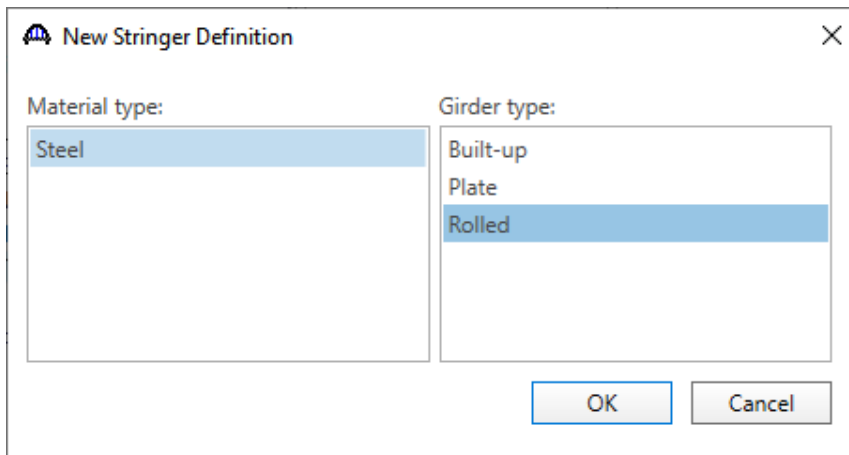 New Stringer Definition
Material type:
Girder type:
Steel
Built-up
Plate
Rolled
OK
Cancel